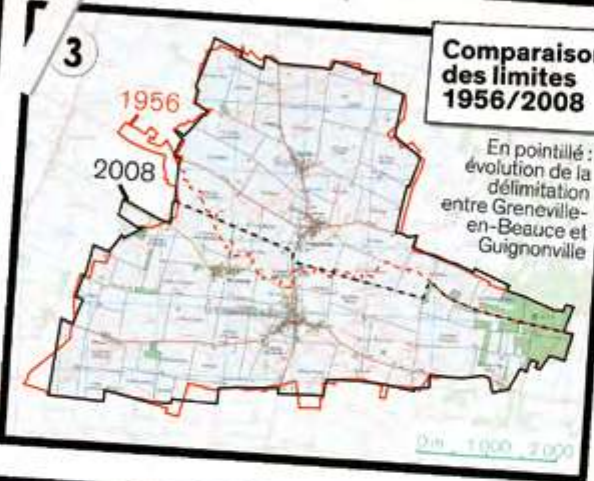 3
Comparaison
des limites
1956/2008
1956
2008
En pointillé :
évolution de la
délimitation
entre Greneville-
en-Beauce et
Guignonville
0 m 1 000 2 000